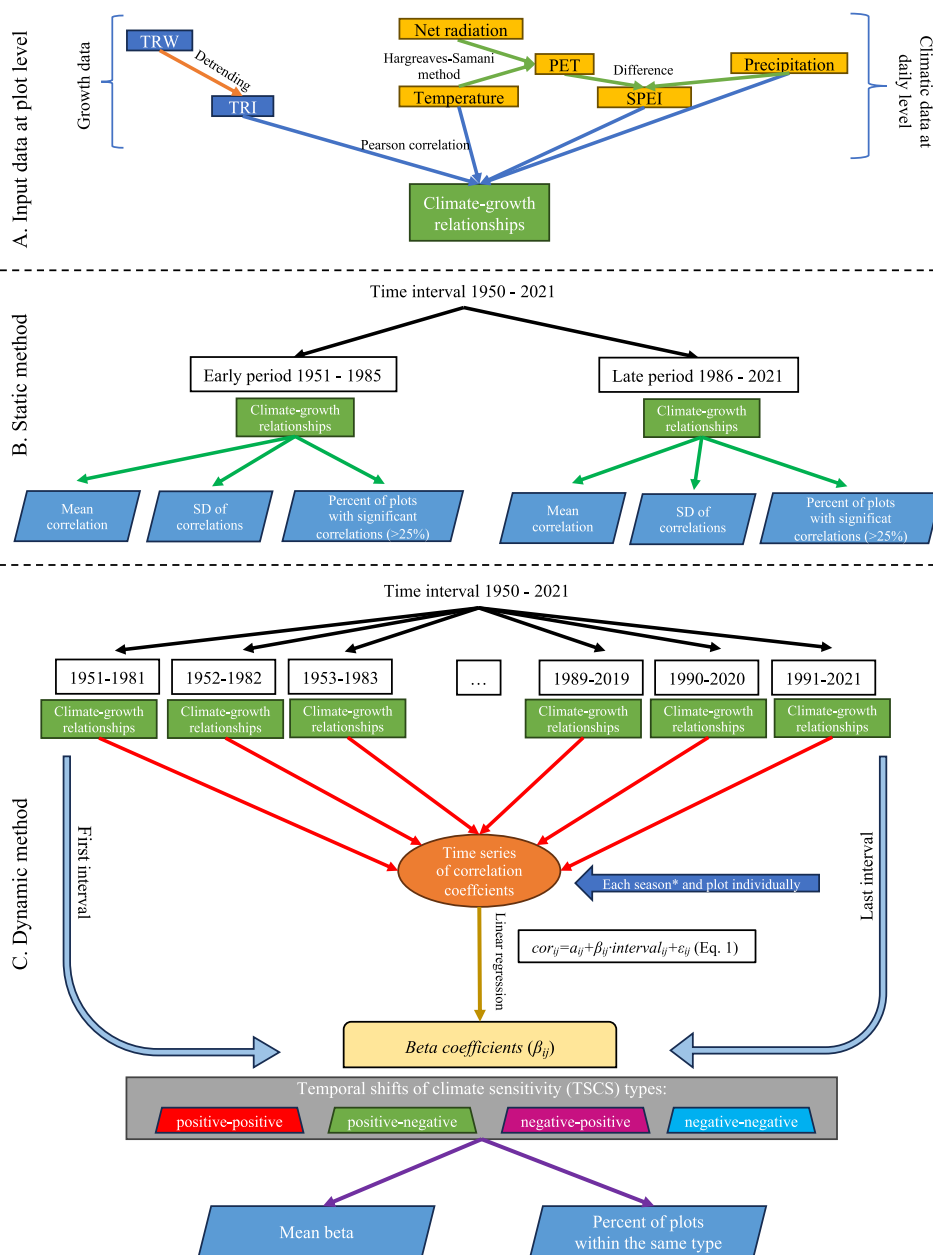 A. Input data at plot level
Growth data
TRW
Detrending
TRI
Net radiation
Hargreaves-Samani
method
PET
Difference
Precipitation
Temperature
SPEI
Climatic data at
daily level
Pearson correlation
Climate-growth
relationships
B. Static method
Time interval 1950 - 2021
Early period 1951 - 1985
Late period 1986 - 2021
Climate-growth
relationships
Climate-growth
relationships
Mean
correlation
SD of
correlations
Percent of plots
with significant
correlations (>25%)
Mean
correlation
SD of
correlations
Percent of plots
with significat
correlations (>25%)
C. Dynamic method
Time interval 1950 - 2021
1951-1981
1952-1982
1953-1983
...
1989-2019
1990-2020
1991-2021
Climate-growth
relationships
Climate-growth
relationships
Climate-growth
relationships
Climate-growth
relationships
Climate-growth
relationships
Climate-growth
relationships
First interval
Last interval
Time series
of correlation
coeffcients
Each season* and plot individually
Linear
regression
cor_ij=a_ij+β_ij·interval_ij+ε_ij (Eq. 1)
Beta coefficients (β_ij)
Temporal shifts of climate sensitivity (TSCS) types:
positive-positive
positive-negative
negative-positive
negative-negative
Mean beta
Percent of plots
within the same type